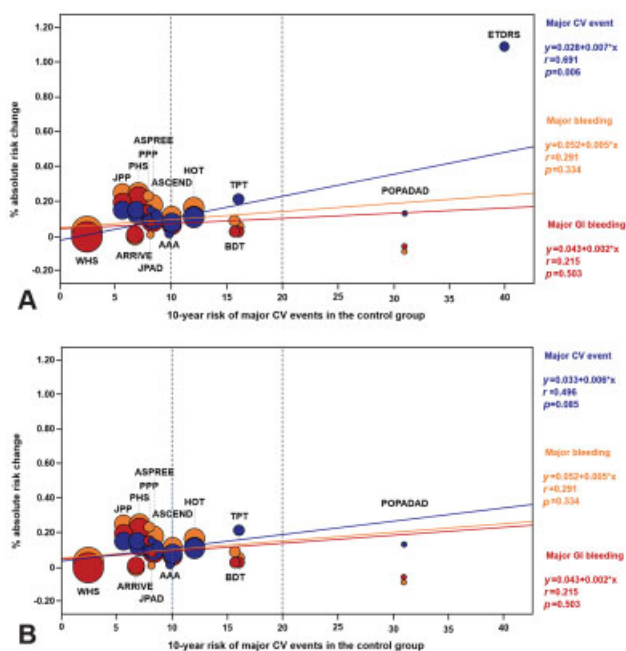 1.20
1.00
0.80
0.60
0.40
0.20
0
-0.20
% absolute risk change
ETDRS
ASPREE
PPP
PHS
JPP
ASCEND
HOT
TPT
POPADAD
WHS
ARRIVE
JPAD
AAA
BDT
0 5 10 15 20 25 30 35 40
10-year risk of major CV events in the control group
A
Major CV event
y=0.028+0.007*x
r=0.691
p=0.006
Major bleeding
y=0.052+0.005*x
r=0.291
p=0.334
Major GI bleeding
y=0.043+0.002*x
r=0.215
p=0.503
1.20
1.00
0.80
0.60
0.40
0.20
0
-0.20
% absolute risk change
ASPREE
PPP
PHS
JPP
ASCEND
HOT
TPT
POPADAD
WHS
ARRIVE
JPAD
AAA
BDT
0 5 10 15 20 25 30 35 40
10-year risk of major CV events in the control group
B
Major CV event
y=0.033+0.006*x
r=0.496
p=0.085
Major bleeding
y=0.052+0.005*x
r=0.291
p=0.334
Major GI bleeding
y=0.043+0.002*x
r=0.215
p=0.503